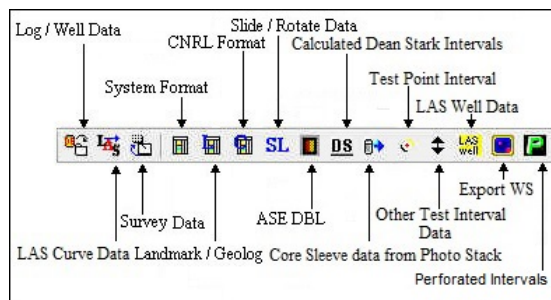 Slide / Rotate Data
Log / Well Data
CNRL Format
Calculated Dean Stark Intervals
System Format
Test Point Interval
LAS Well Data
LAS
SL
DS
LAS
well
P
Survey Data
ASE DBL
Other Test Interval
Data
Export WS
LAS Curve Data
Landmark / Geolog
Core Sleeve data from Photo Stack
Perforated Intervals